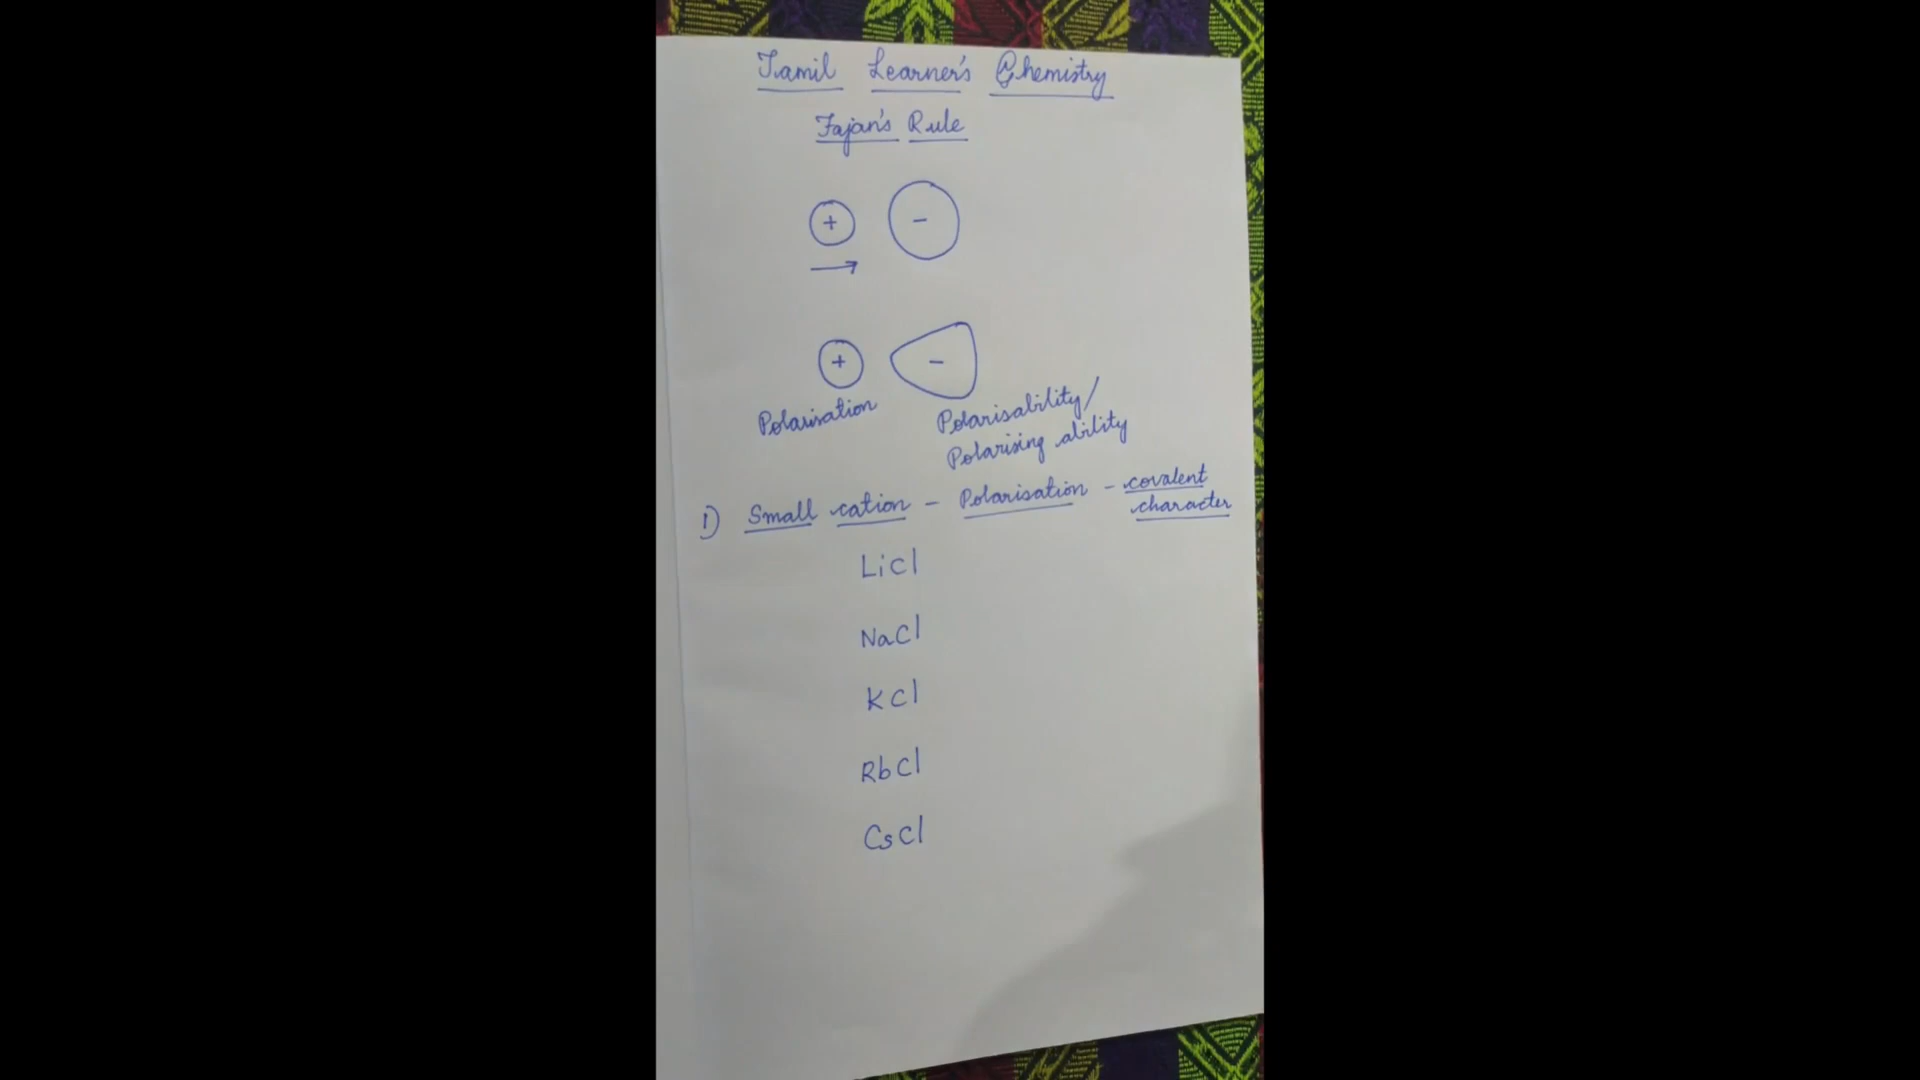 Tamil Learner's Chemistry
Fajan's Rule
+ -
+ -
Polarisation
Polarisability/
Polarising ability
1) Small cation - Polarisation - covalent
character
LiCl
NaCl
KCl
RbCl
CsCl